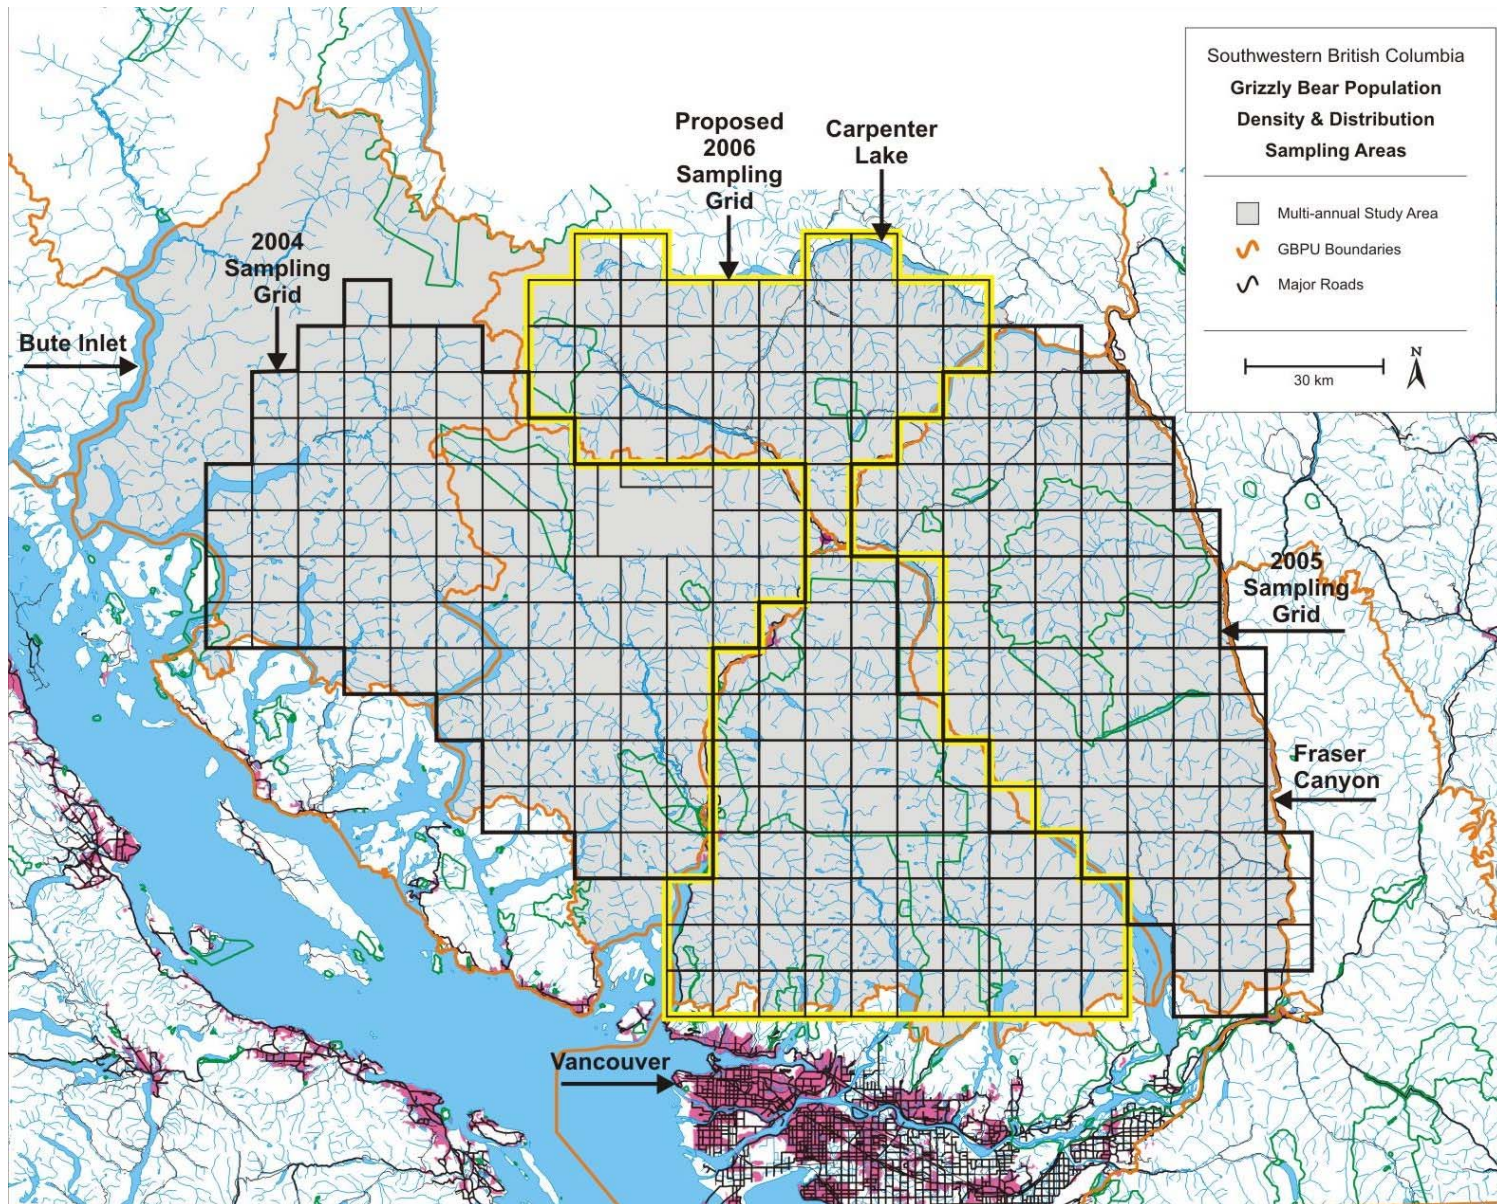 Southwestern British Columbia
Grizzly Bear Population
Density & Distribution
Sampling Areas
Multi-annual Study Area
GBPU Boundaries
Major Roads
30 km
N
Proposed
2006
Sampling
Grid
Carpenter
Lake
2004
Sampling
Grid
Bute Inlet
2005
Sampling
Grid
Fraser
Canyon
Vancouver